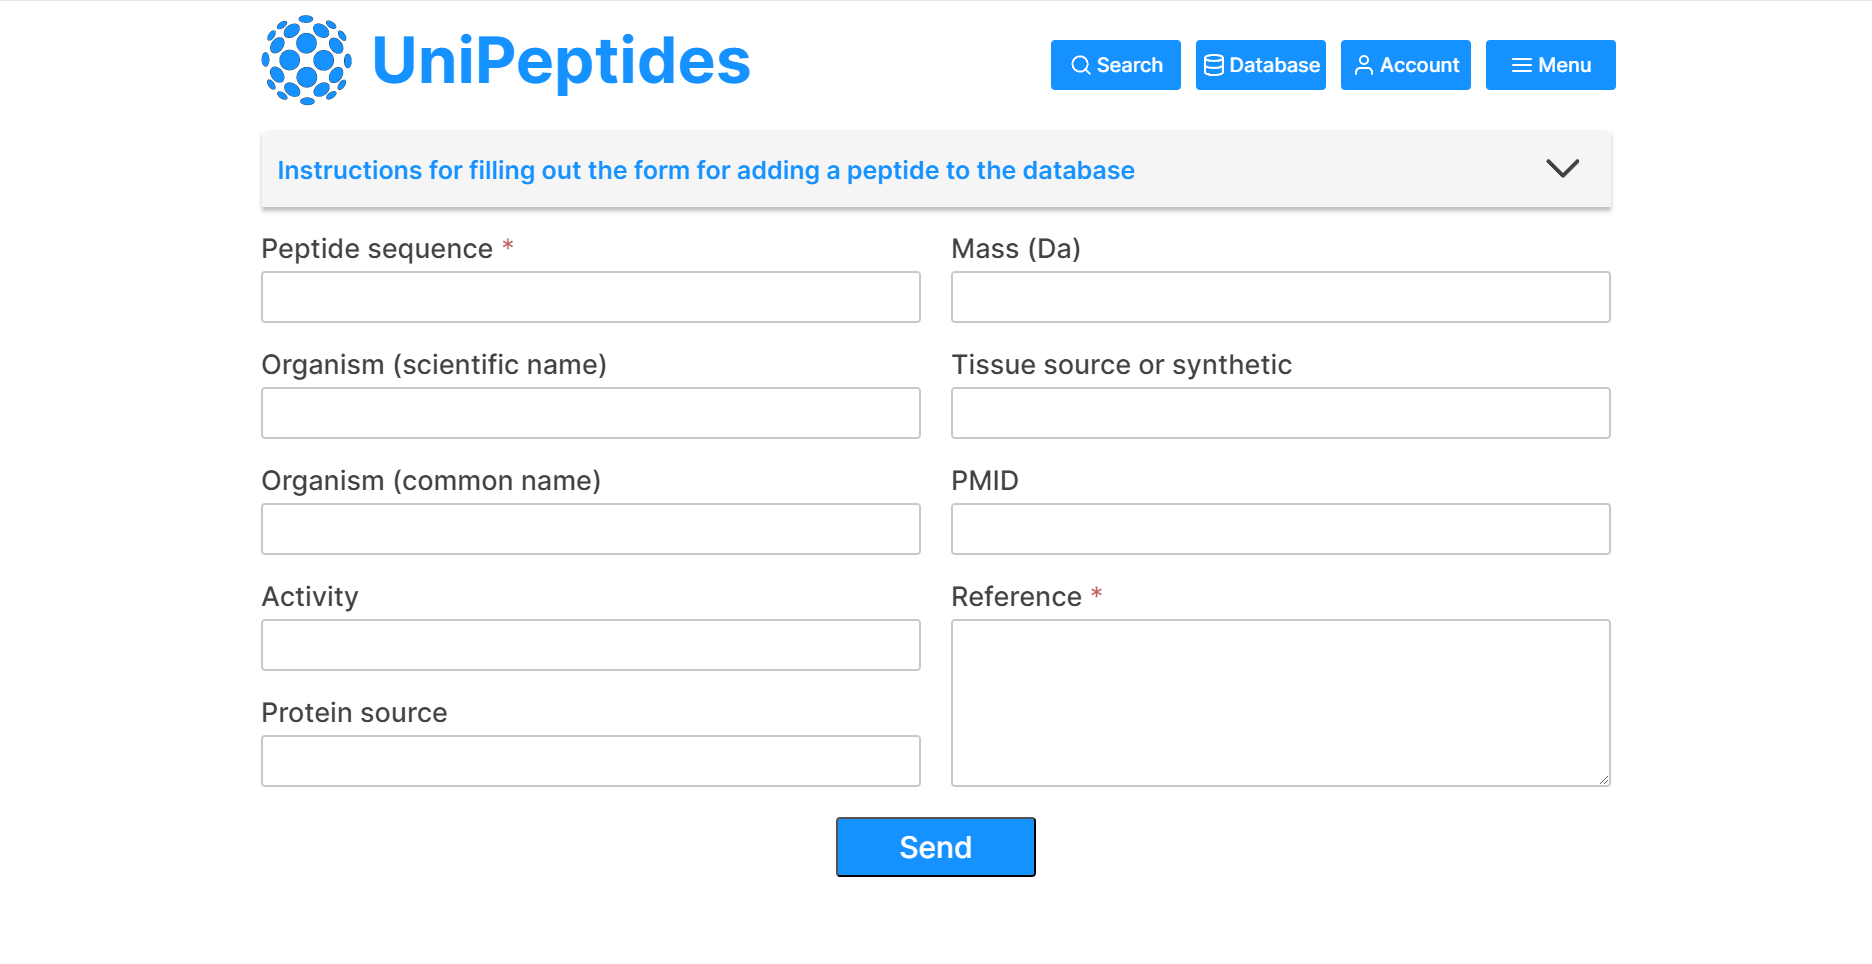 UniPeptides
Search
Database
Account
Menu
Instructions for filling out the form for adding a peptide to the database
Peptide sequence *
Mass (Da)
Organism (scientific name)
Tissue source or synthetic
Organism (common name)
PMID
Activity
Reference *
Protein source
Send